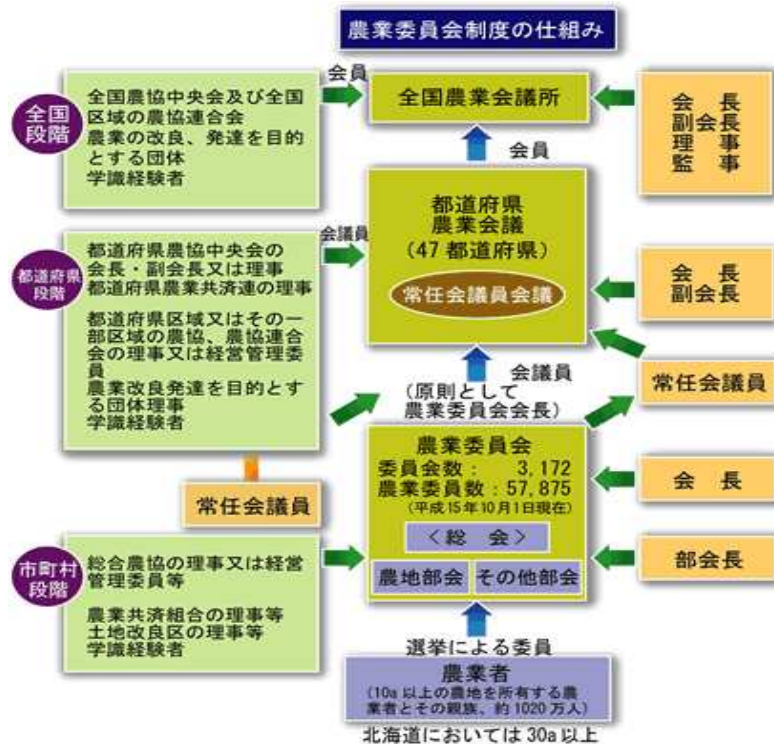 農業委員会制度の仕組み
全国
段階
全国農協中央会及び全国
区域の農協連合会
農業の改良、発達を目的
とする団体
学識経験者
会員
全国農業会議所
会　長
副会長
理　事
監　事
会員
都道府県
段階
都道府県農協中央会の
会長・副会長又は理事
都道府県農業共済連の理事
都道府県区域又はその一
部区域の農協、農協連合
会の理事又は経営管理委
員
農業改良発達を目的とす
る団体理事
学識経験者
会議員
都道府県
農業会議
(47都道府県)
常任会議員会議
会　長
副会長
常任会議員
会議員
(原則として
農業委員会会長)
常任会議員
農業委員会
委員会数： 3,172
農業委員数：57,875
(平成15年10月1日現在)
＜総　会＞
農地部会
その他部会
会　長
部会長
市町村
段階
総合農協の理事又は経営
管理委員等
農業共済組合の理事等
土地改良区の理事等
学識経験者
選挙による委員
農業者
(10a以上の農地を所有する農
業者とその親族、約1020万人)
北海道においては30a以上